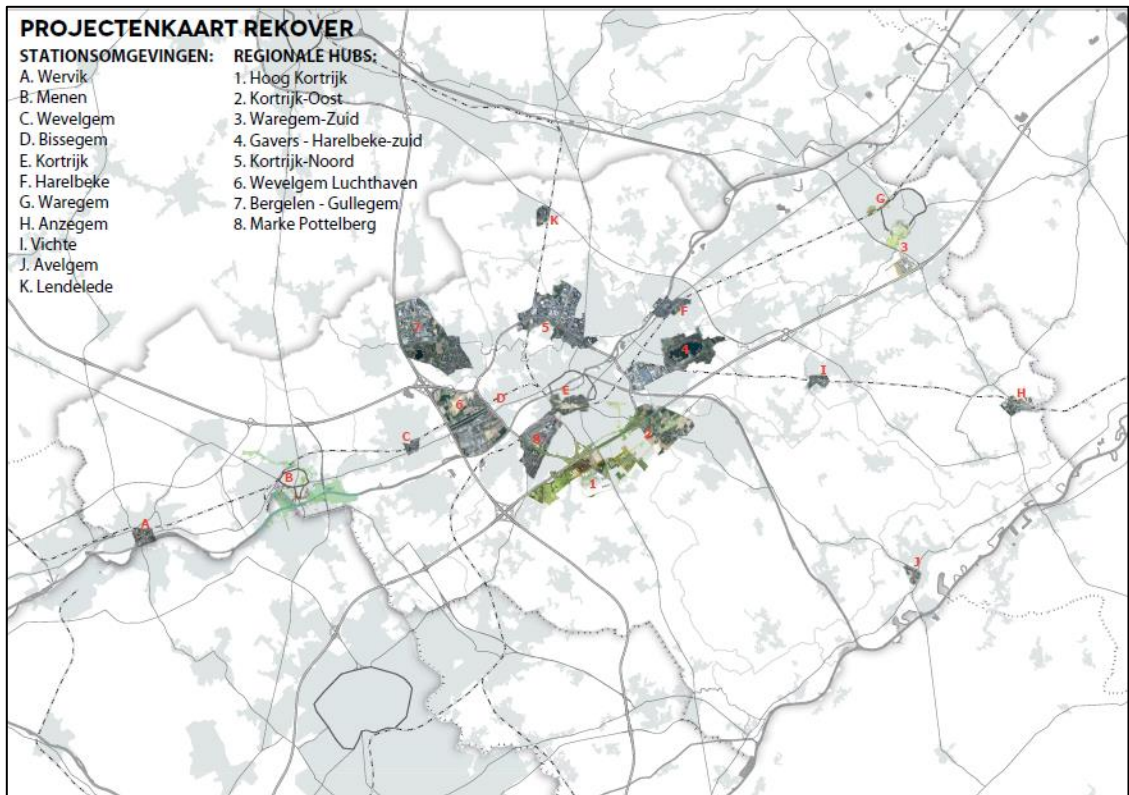 PROJECTENKAART REKOVER
STATIONSOMGEVINGEN:
A. Wervik
B. Menen
C. Wevelgem
D. Bissegem
E. Kortrijk
F. Harelbeke
G. Waregem
H. Anzegem
I. Vichte
J. Avelgem
K. Lendelede
REGIONALE HUBS:
1. Hoog Kortrijk
2. Kortrijk-Oost
3. Waregem-Zuid
4. Gavers - Harelbeke-zuid
5. Kortrijk-Noord
6. Wevelgem Luchthaven
7. Bergelen - Gullegem
8. Marke Pottelberg
G
K
3
F
7
5
4
I
D
E
H
6
2
C
8
B
1
A
J